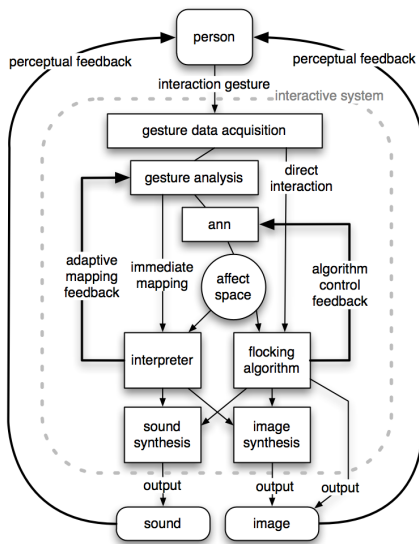 person
perceptual feedback
perceptual feedback
interaction gesture
interactive system
gesture data acquisition
gesture analysis
direct
interaction
ann
adaptive
mapping
feedback
immediate
mapping
affect
space
algorithm
control
feedback
interpreter
flocking
algorithm
sound
synthesis
image
synthesis
output
output
output
sound
image